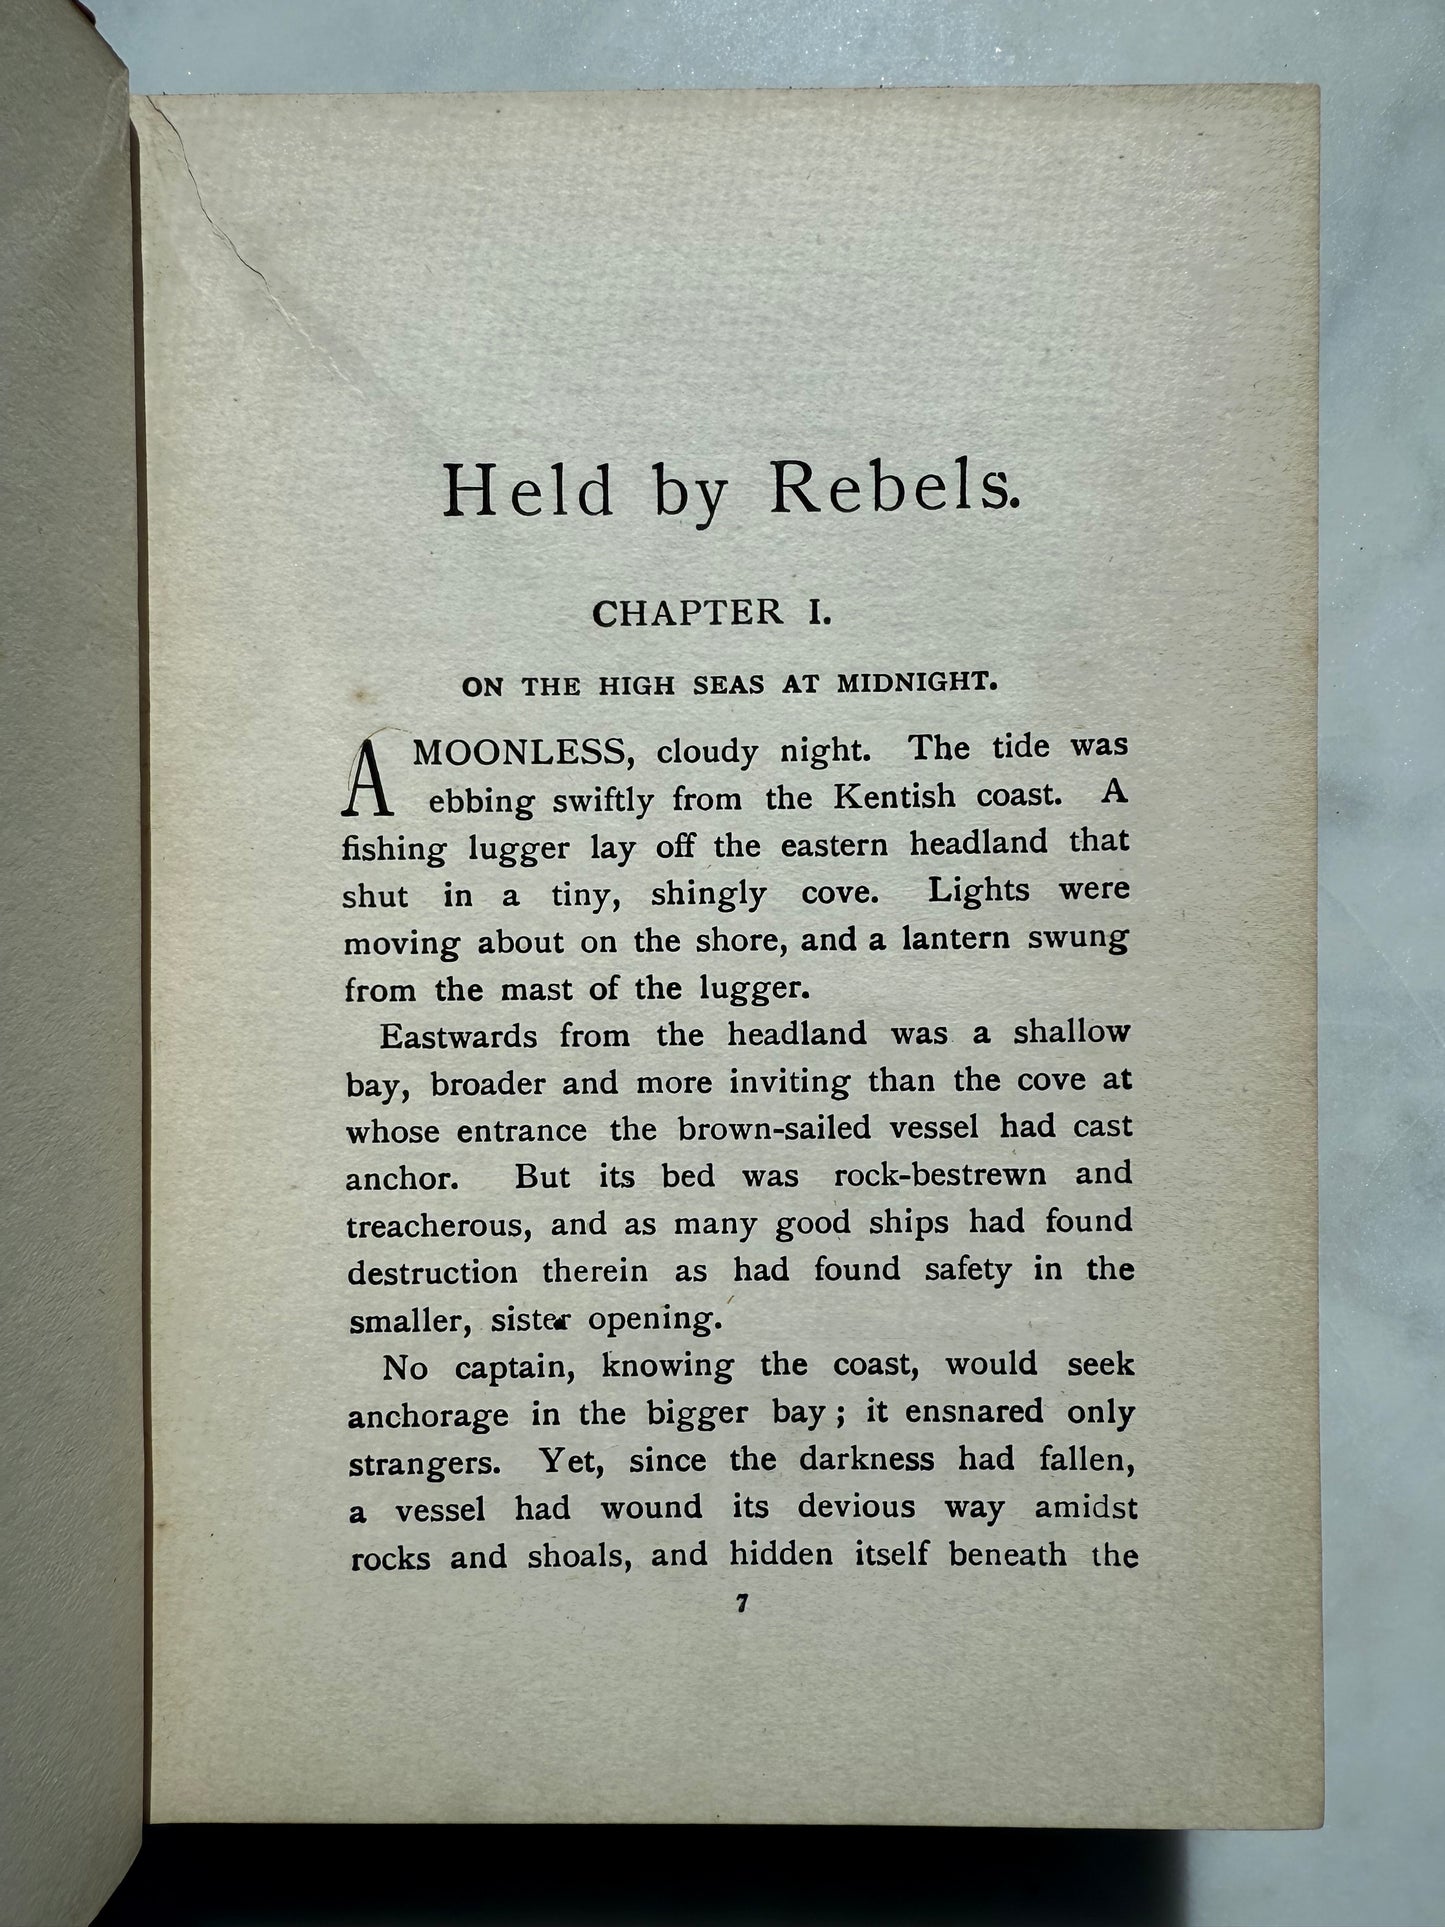 Held by Rebels.
CHAPTER I.
ON THE HIGH SEAS AT MIDNIGHT.
A MOONLESS, cloudy night. The tide was
ebbing swiftly from the Kentish coast. A
fishing lugger lay off the eastern headland that
shut in a tiny, shingly cove. Lights were
moving about on the shore, and a lantern swung
from the mast of the lugger.
Eastwards from the headland was a shallow
bay, broader and more inviting than the cove at
whose entrance the brown-sailed vessel had cast
anchor. But its bed was rock-bestrewn and
treacherous, and as many good ships had found
destruction therein as had found safety in the
smaller, sister opening.
No captain, knowing the coast, would seek
anchorage in the bigger bay ; it ensnared only
strangers. Yet, since the darkness had fallen,
a vessel had wound its devious way amidst
rocks and shoals, and hidden itself beneath the
7